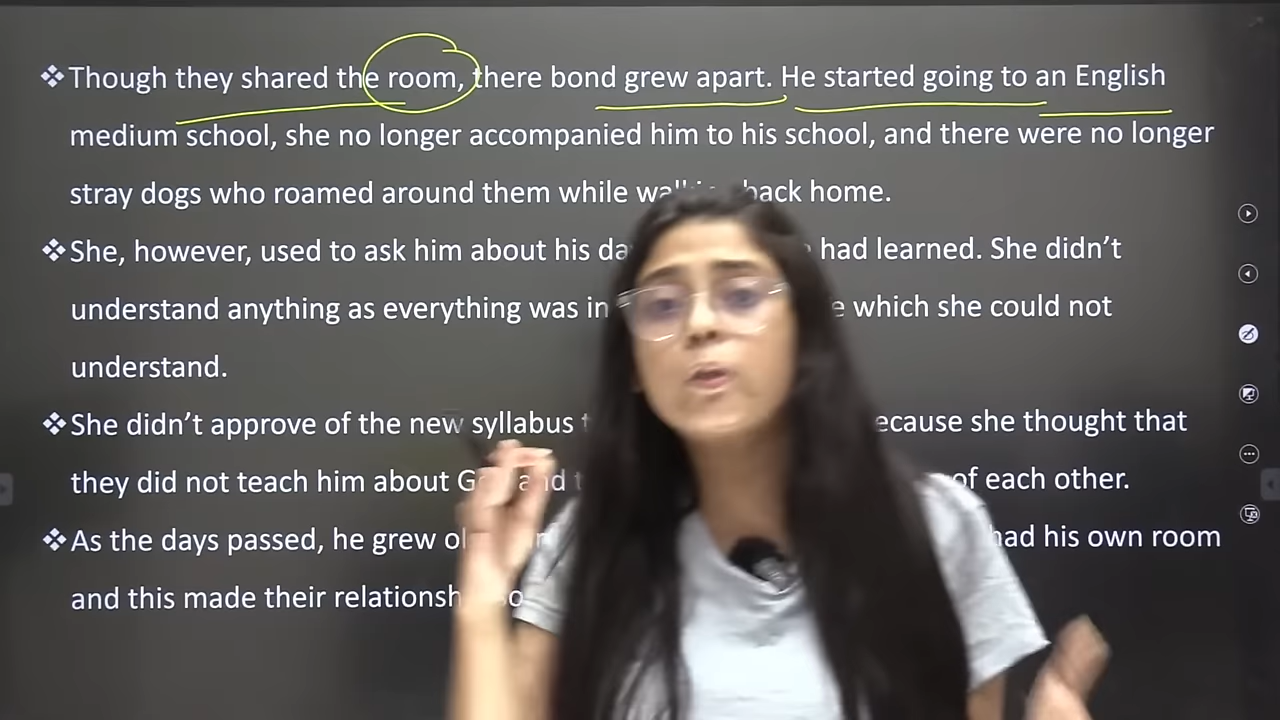 ❖Though they shared the room, there bond grew apart. He started going to an English
medium school, she no longer accompanied him to his school, and there were no longer
stray dogs who roamed around them while back home.
❖She, however, used to ask him about his had learned. She didn’t
understand anything as everything was in which she could not
understand.
❖She didn’t approve of the new syllabus because she thought that
they did not teach him about and of each other.
❖As the days passed, he grew had his own room
and this made their